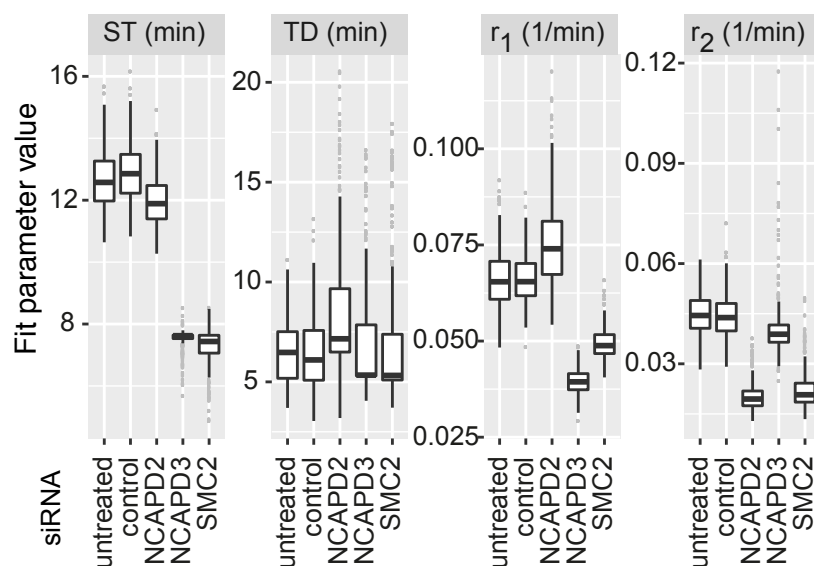 ST (min)
TD (min)
r1 (1/min)
r2 (1/min)
Fit parameter value
16
12
8
20
15
10
5
0.100
0.075
0.050
0.025
0.12
0.09
0.06
0.03
siRNA
untreated
control
NCAPD2
NCAPD3
SMC2
untreated
control
NCAPD2
NCAPD3
SMC2
untreated
control
NCAPD2
NCAPD3
SMC2
untreated
control
NCAPD2
NCAPD3
SMC2